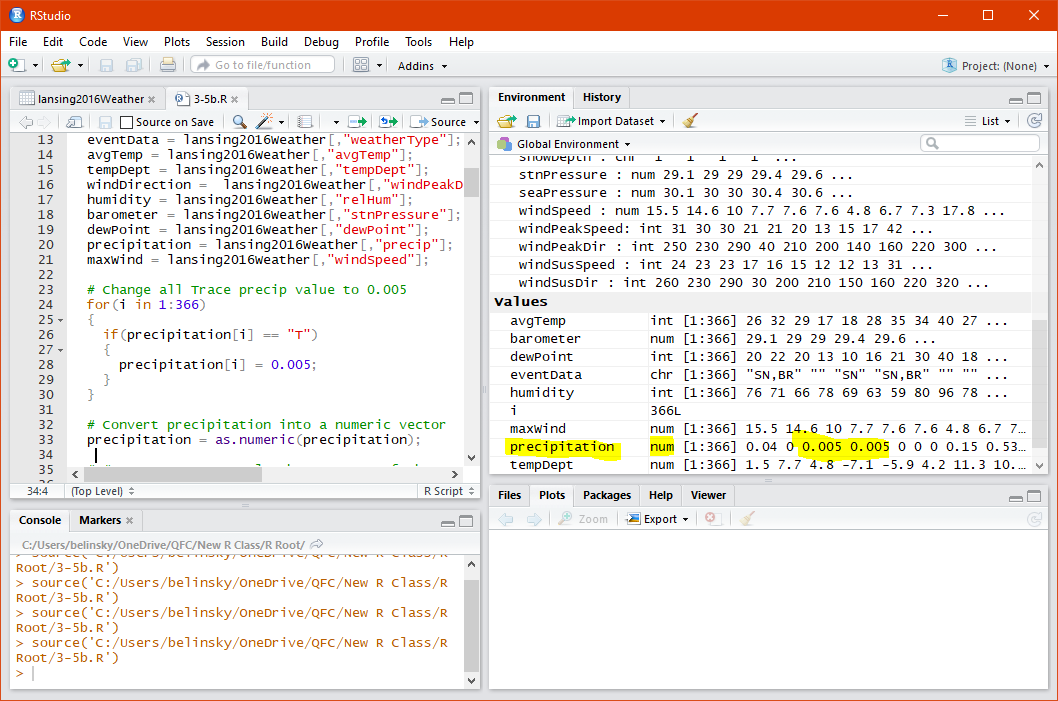 RStudio
File Edit Code View Plots Session Build Debug Profile Tools Help
Go to file/function Addins Project: (None)
lansing2016Weather 3-5b.R
Source on Save Source
13 eventData = lansing2016Weather[,"weatherType"];
14 avgTemp = lansing2016Weather[,"avgTemp"];
15 tempDept = lansing2016Weather[,"tempDept"];
16 windDirection = lansing2016Weather[,"windPeakD
17 humidity = lansing2016Weather[,"relHum"];
18 barometer = lansing2016Weather[,"stnPressure"];
19 dewPoint = lansing2016Weather[,"dewPoint"];
20 precipitation = lansing2016Weather[,"precip"];
21 maxWind = lansing2016Weather[,"windSpeed"];
22
23 # Change all Trace precip value to 0.005
24 for(i in 1:366)
25 {
26 if(precipitation[i] == "T")
27 {
28 precipitation[i] = 0.005;
29 }
30 }
31
32 # Convert precipitation into a numeric vector
33 precipitation = as.numeric(precipitation);
34
35
34:4 (Top Level) R Script
Console Markers
C:/Users/belinsky/OneDrive/QFC/New R Class/R Root/
> source('C:/Users/belinsky/OneDrive/QFC/New R Class/R
Root/3-5b.R')
> source('C:/Users/belinsky/OneDrive/QFC/New R Class/R
Root/3-5b.R')
> source('C:/Users/belinsky/OneDrive/QFC/New R Class/R
Root/3-5b.R')
> source('C:/Users/belinsky/OneDrive/QFC/New R Class/R
Root/3-5b.R')
>
Environment History
Import Dataset List
Global Environment
snowDepth : chr "1" "1" "1" "1" ...
stnPressure : num 29.1 29 29 29.4 29.6 ...
seaPressure : num 30.1 30 30 30.4 30.6 ...
windSpeed : num 15.5 14.6 10 7.7 7.6 7.6 4.8 6.7 7.3 17.8 ...
windPeakSpeed: int 31 30 30 21 21 20 13 15 17 42 ...
windPeakDir : int 250 230 290 40 210 200 140 160 220 300 ...
windSusSpeed : int 24 23 23 17 16 15 12 12 13 31 ...
windSusDir : int 260 230 290 30 200 210 150 160 220 320 ...
Values
avgTemp int [1:366] 26 32 29 17 18 28 35 34 40 27 ...
barometer num [1:366] 29.1 29 29 29.4 29.6 ...
dewPoint int [1:366] 20 22 20 13 10 16 21 30 40 18 ...
eventData chr [1:366] "SN,BR" "" "SN" "SN,BR" "" "" ...
humidity int [1:366] 76 71 66 78 69 63 59 80 96 78 ...
i 366L
maxWind num [1:366] 15.5 14.6 10 7.7 7.6 7.6 4.8 6.7 7…
precipitation num [1:366] 0.04 0 0.005 0.005 0 0 0 0.15 0.53…
tempDept num [1:366] 1.5 7.7 4.8 -7.1 -5.9 4.2 11.3 10.…
Files Plots Packages Help Viewer
Zoom Export